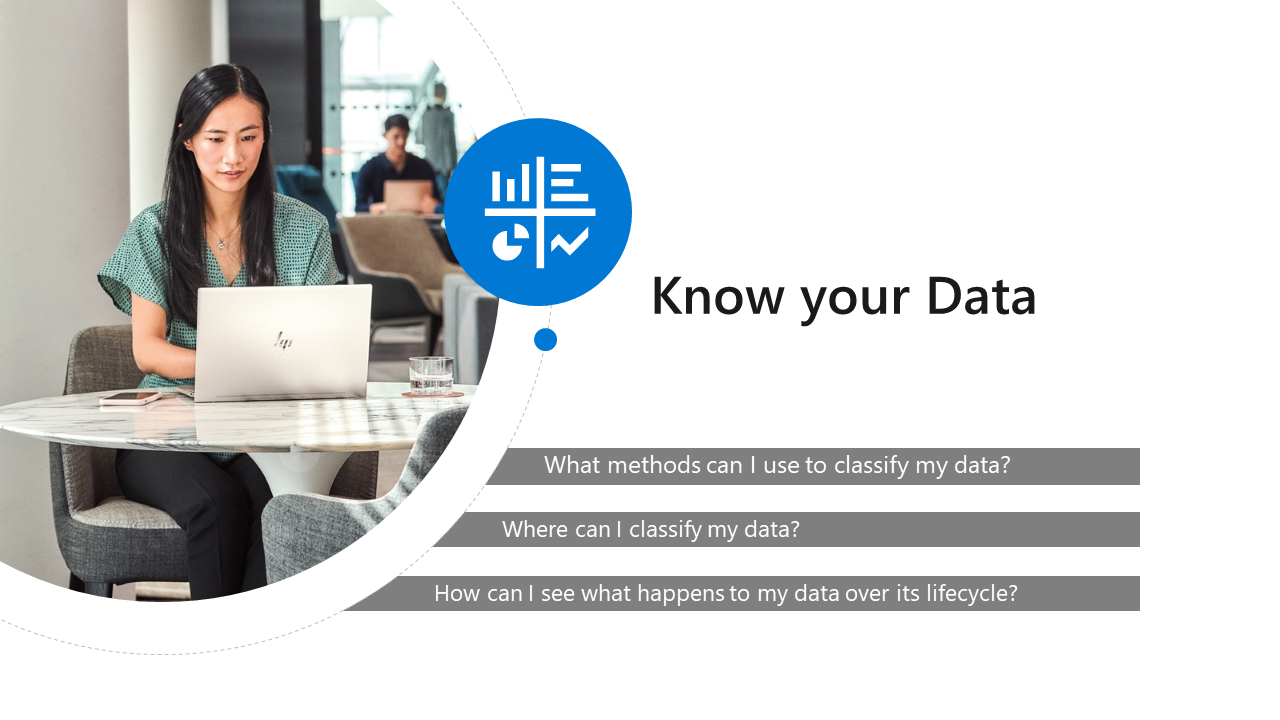 Know your Data
What methods can I use to classify my data?
Where can I classify my data?
How can I see what happens to my data over its lifecycle?